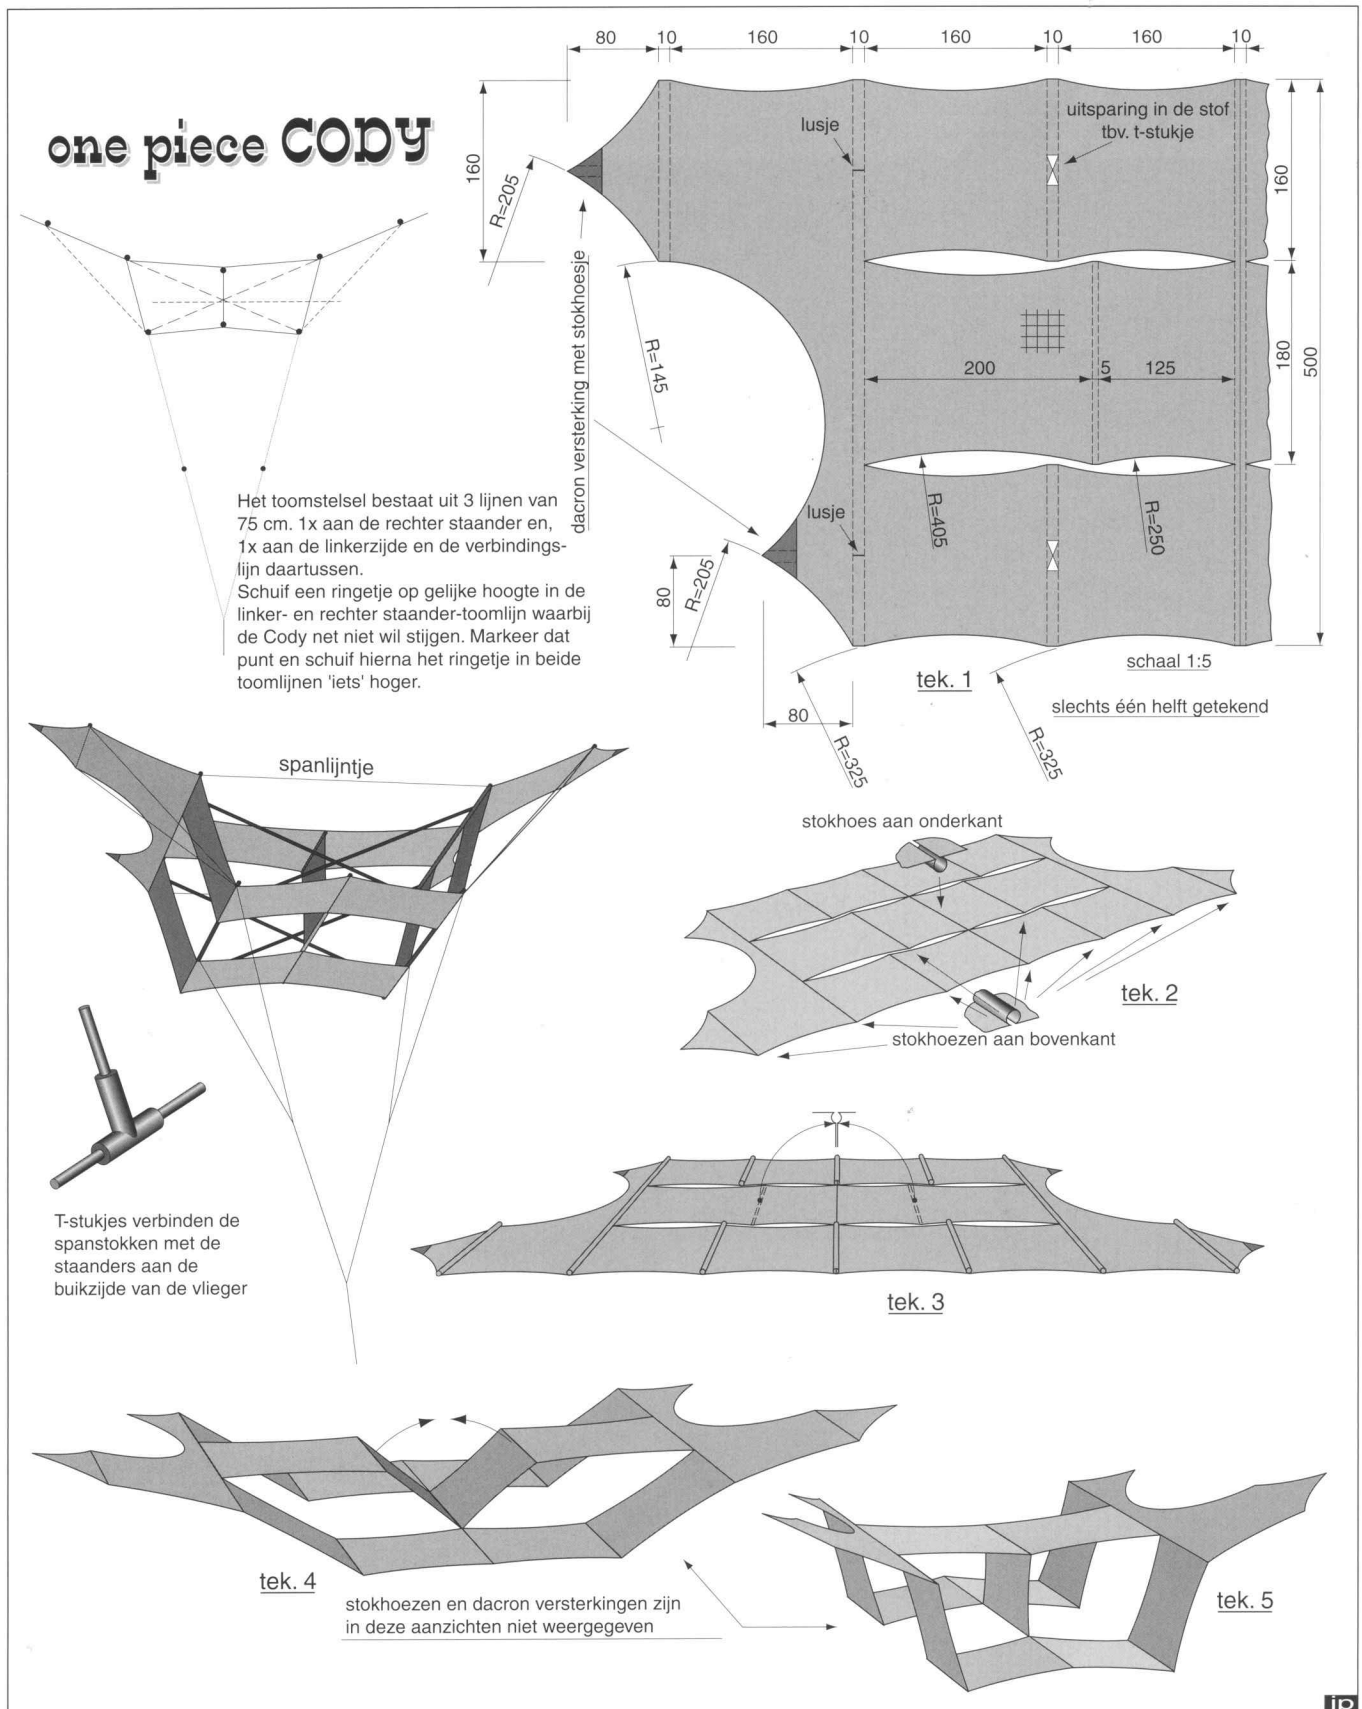 one piece CODY
80 10 160 10 160 10 160 10
160
R=205
lusje
uitsparing in de stof
tbv. t-stukje
160
dacron versterking met stokhoesje
R=145
200 5 125
180
500
R=405
R=250
lusje
80
R=205
80
R=325
R=325
tek. 1
schaal 1:5
slechts één helft getekend
Het toomstelsel bestaat uit 3 lijnen van
75 cm. 1x aan de rechter staander en,
1x aan de linkerzijde en de verbindings-
lijn daartussen.
Schuif een ringetje op gelijke hoogte in de
linker- en rechter staander-toomlijn waarbij
de Cody net niet wil stijgen. Markeer dat
punt en schuif hierna het ringetje in beide
toomlijnen 'iets' hoger.
spanlijntje
stokhoes aan onderkant
tek. 2
stokhoezen aan bovenkant
T-stukjes verbinden de
spanstokken met de
staanders aan de
buikzijde van de vlieger
tek. 3
tek. 4
stokhoezen en dacron versterkingen zijn
in deze aanzichten niet weergegeven
tek. 5